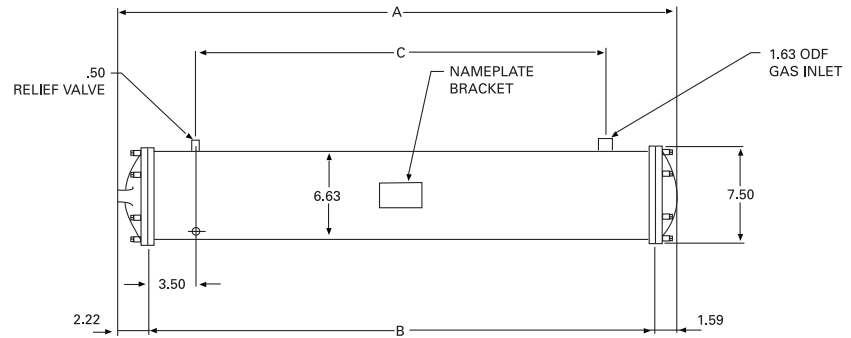 A
C
.50
RELIEF VALVE
NAMEPLATE
BRACKET
1.63 ODF
GAS INLET
6.63
7.50
3.50
2.22
B
1.59